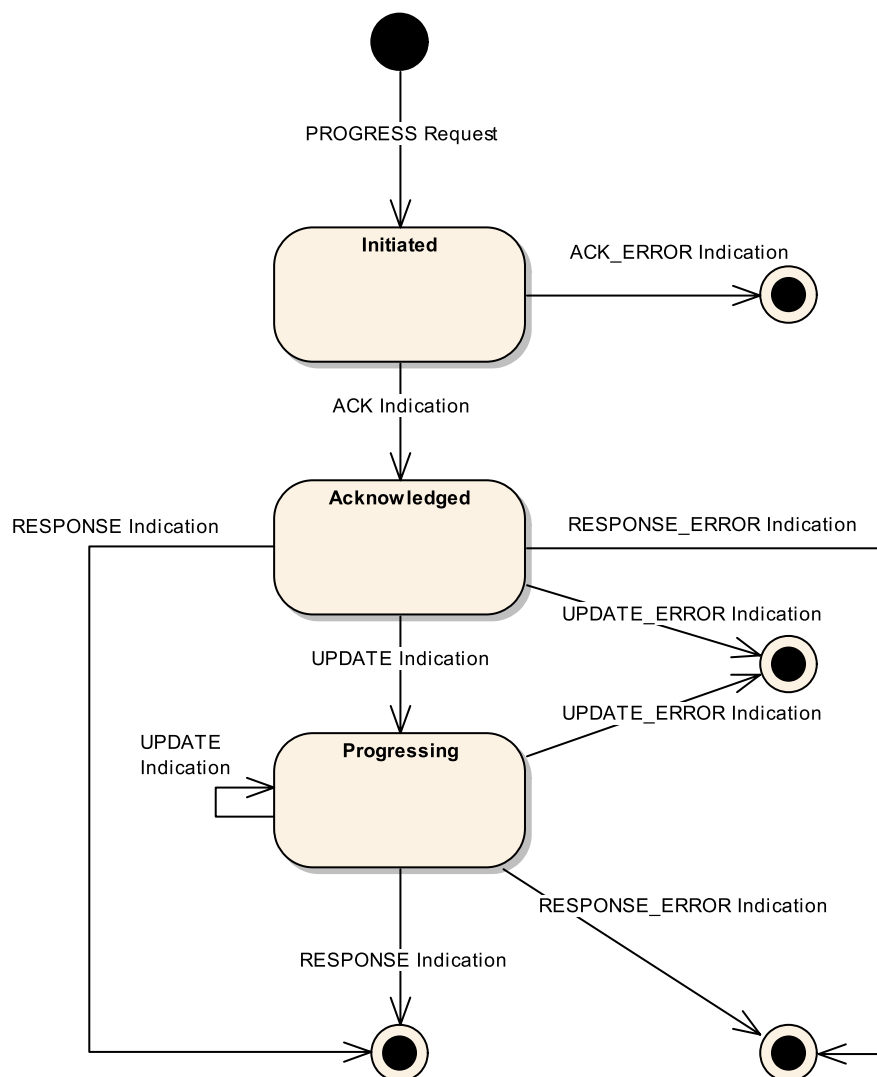 PROGRESS Request
Initiated
ACK_ERROR Indication
ACK Indication
Acknowledged
RESPONSE Indication
RESPONSE_ERROR Indication
UPDATE_ERROR Indication
UPDATE Indication
UPDATE_ERROR Indication
Progressing
UPDATE
Indication
RESPONSE_ERROR Indication
RESPONSE Indication